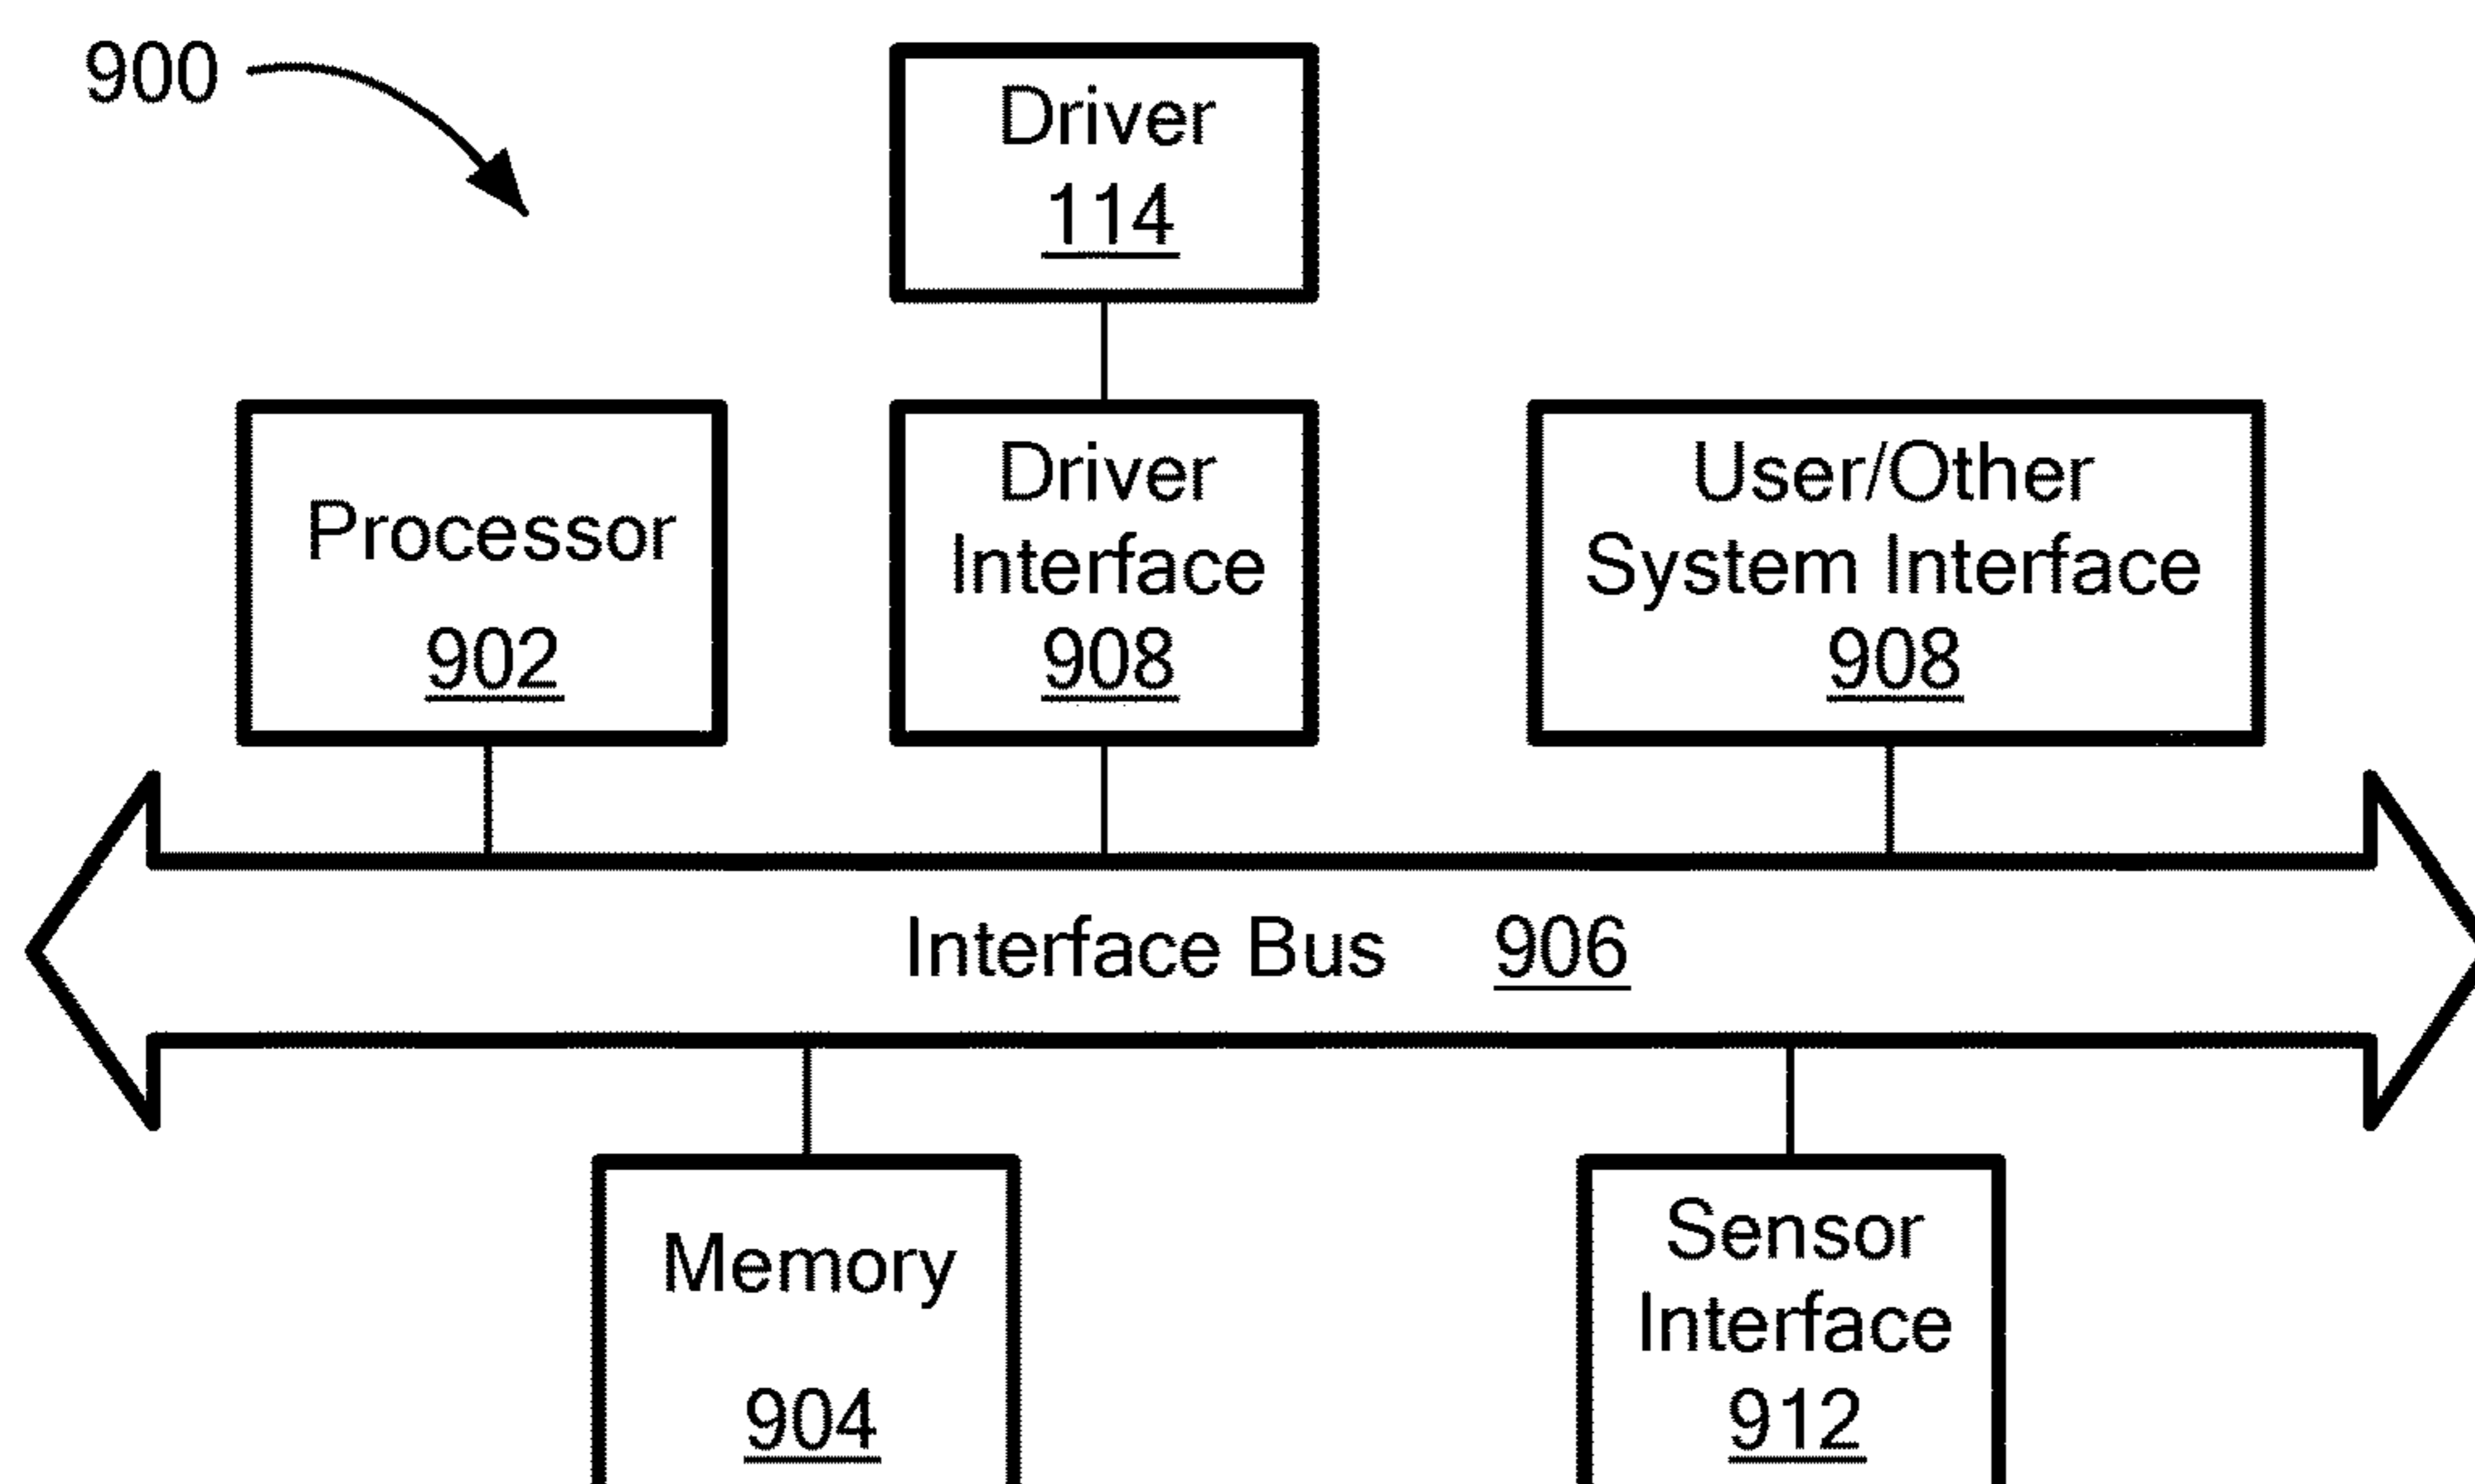 900
Driver
114
Processor
902
Driver
Interface
908
User/Other
System Interface
908
Interface Bus 906
Memory
904
Sensor
Interface
912